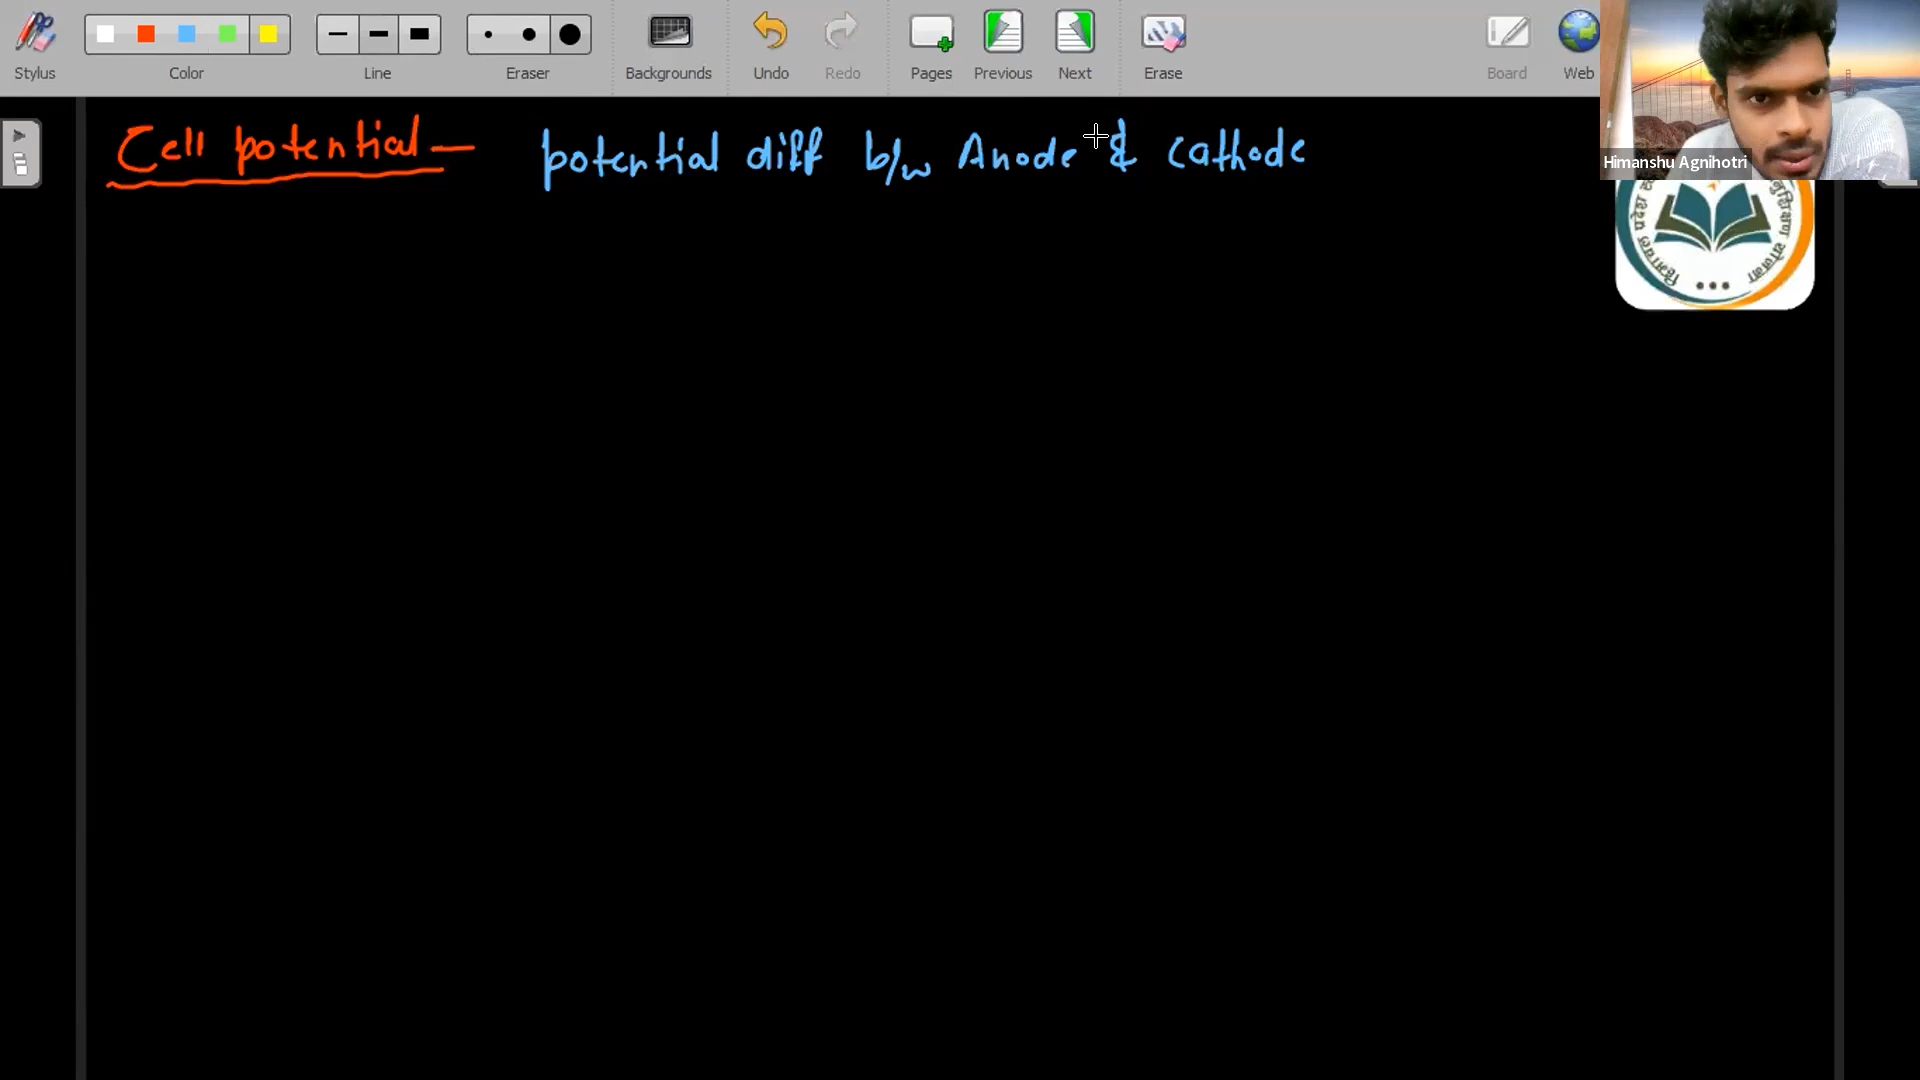 Stylus
Color
Line
Eraser
Backgrounds
Undo
Redo
Pages
Previous
Next
Erase
Board
Web
Himanshu Agnihotri
Cell potential — potential diff b/w Anode & cathode